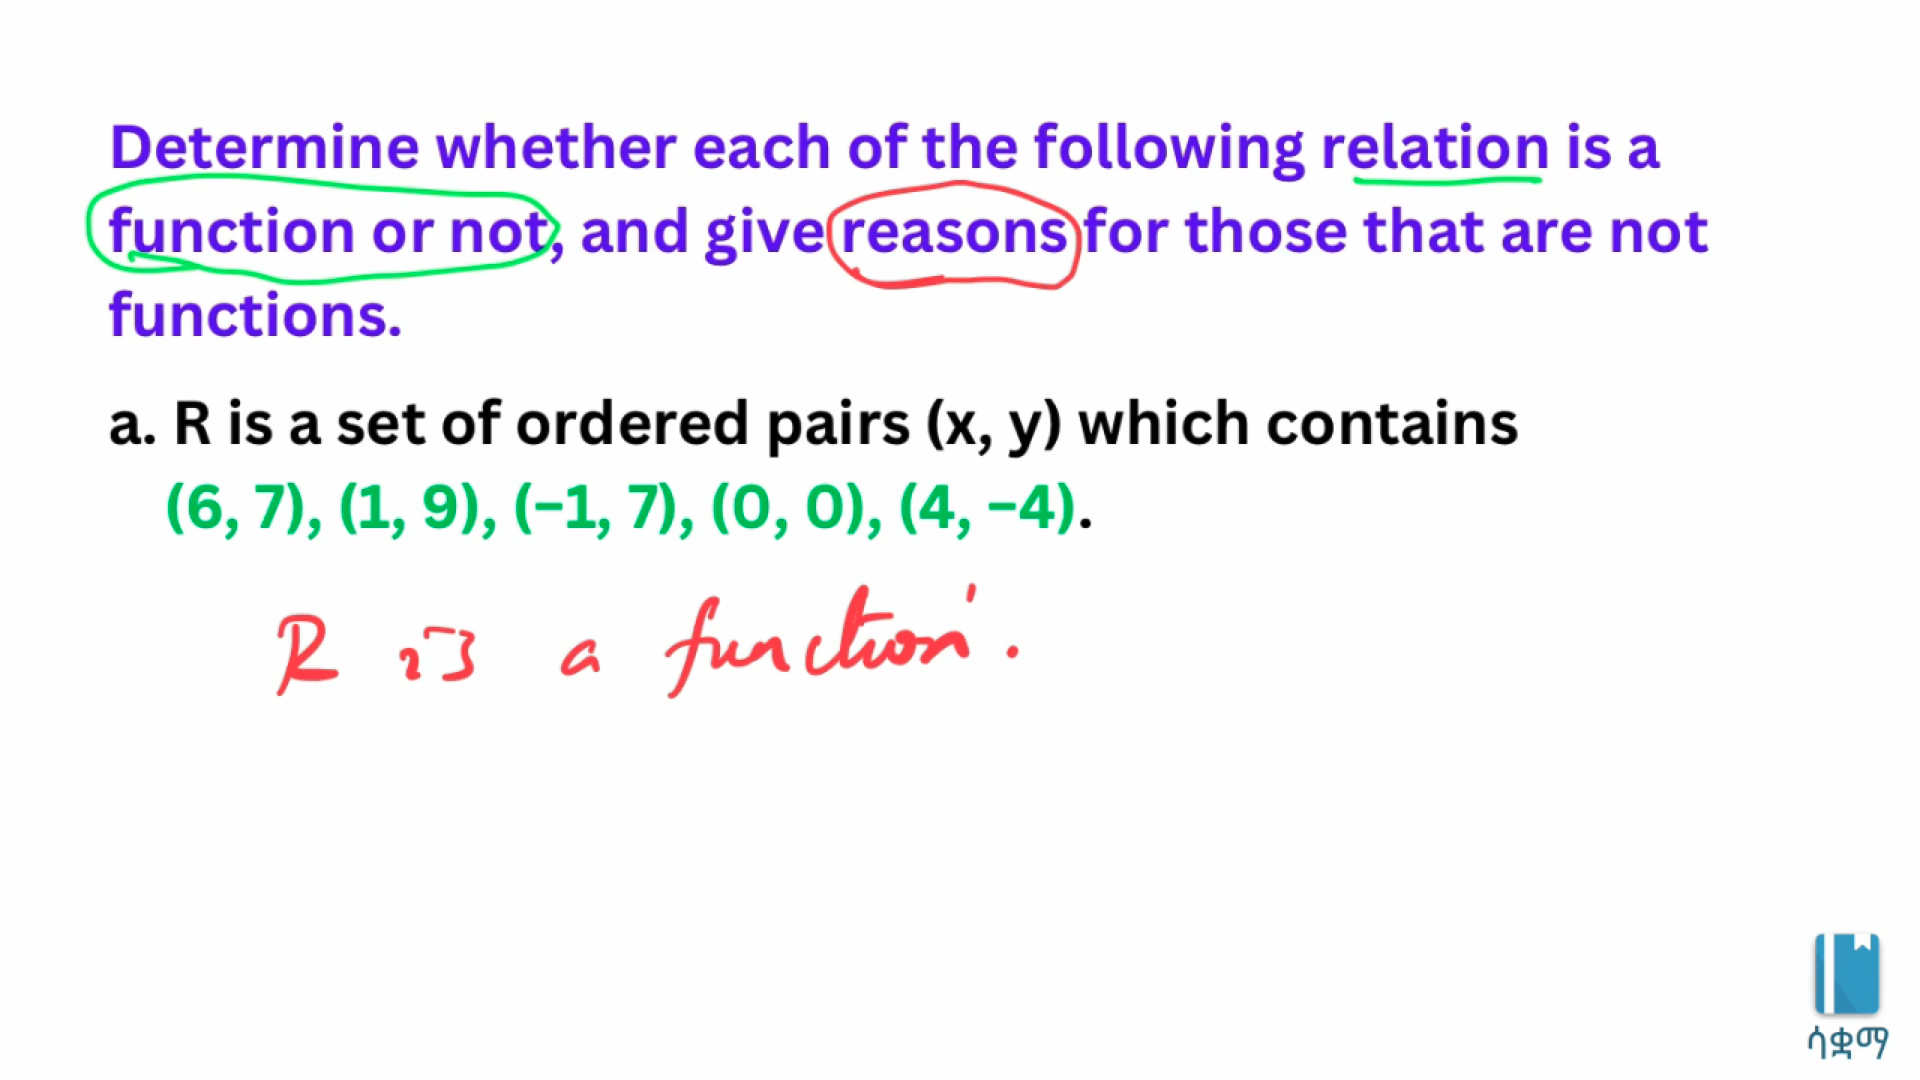 Determine whether each of the following relation is a
function or not, and give reasons for those that are not
functions.
a. R is a set of ordered pairs (x, y) which contains
(6, 7), (1, 9), (−1, 7), (0, 0), (4, −4).
R is a function.
ሳቋማ